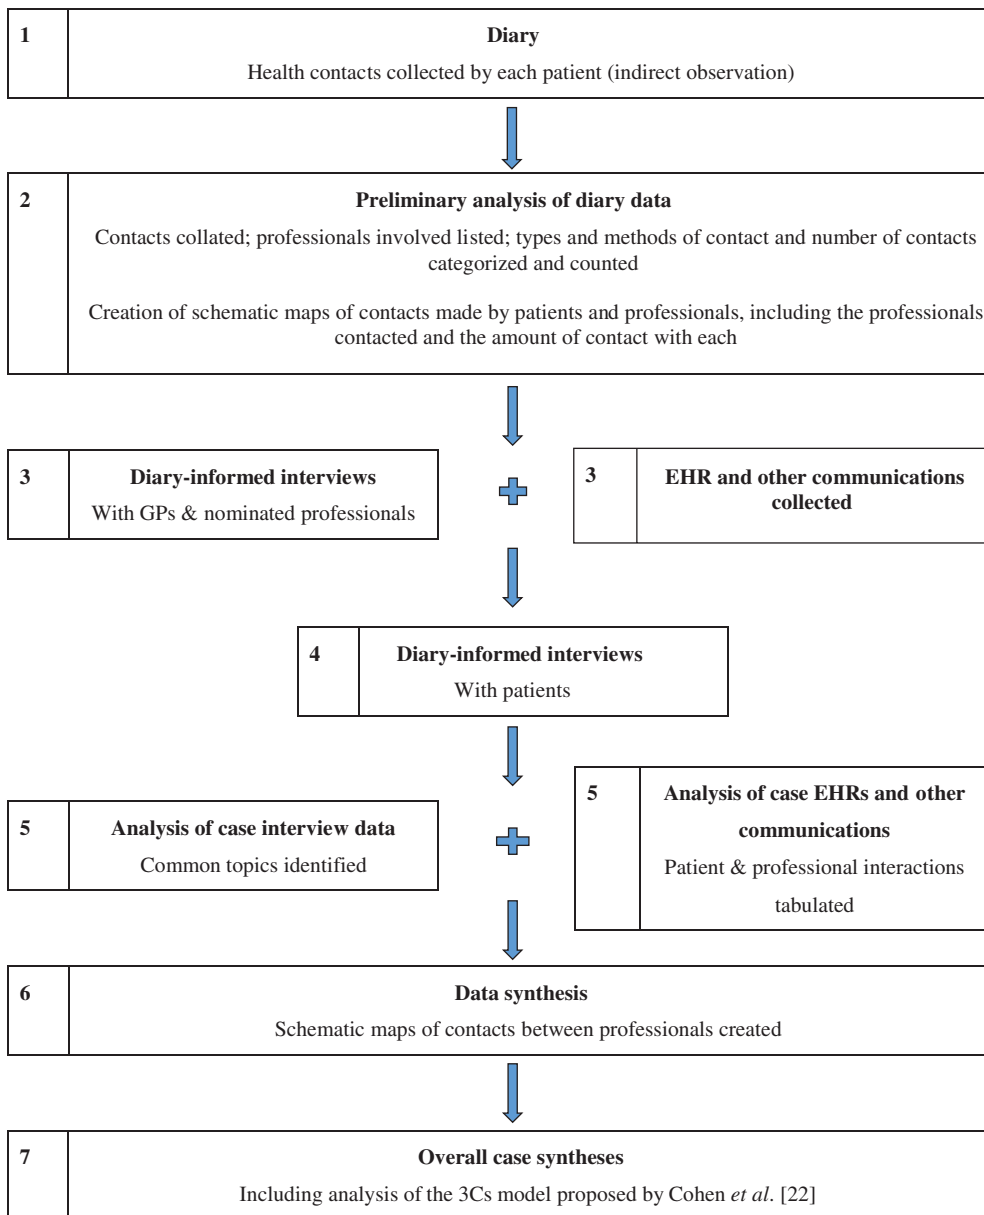 1
Diary
Health contacts collected by each patient (indirect observation)
2
Preliminary analysis of diary data
Contacts collated; professionals involved listed; types and methods of contact and number of contacts
categorized and counted
Creation of schematic maps of contacts made by patients and professionals, including the professionals
contacted and the amount of contact with each
3
Diary-informed interviews
With GPs & nominated professionals
3
EHR and other communications
collected
4
Diary-informed interviews
With patients
5
Analysis of case interview data
Common topics identified
5
Analysis of case EHRs and other
communications
Patient & professional interactions
tabulated
6
Data synthesis
Schematic maps of contacts between professionals created
7
Overall case syntheses
Including analysis of the 3Cs model proposed by Cohen et al. [22]